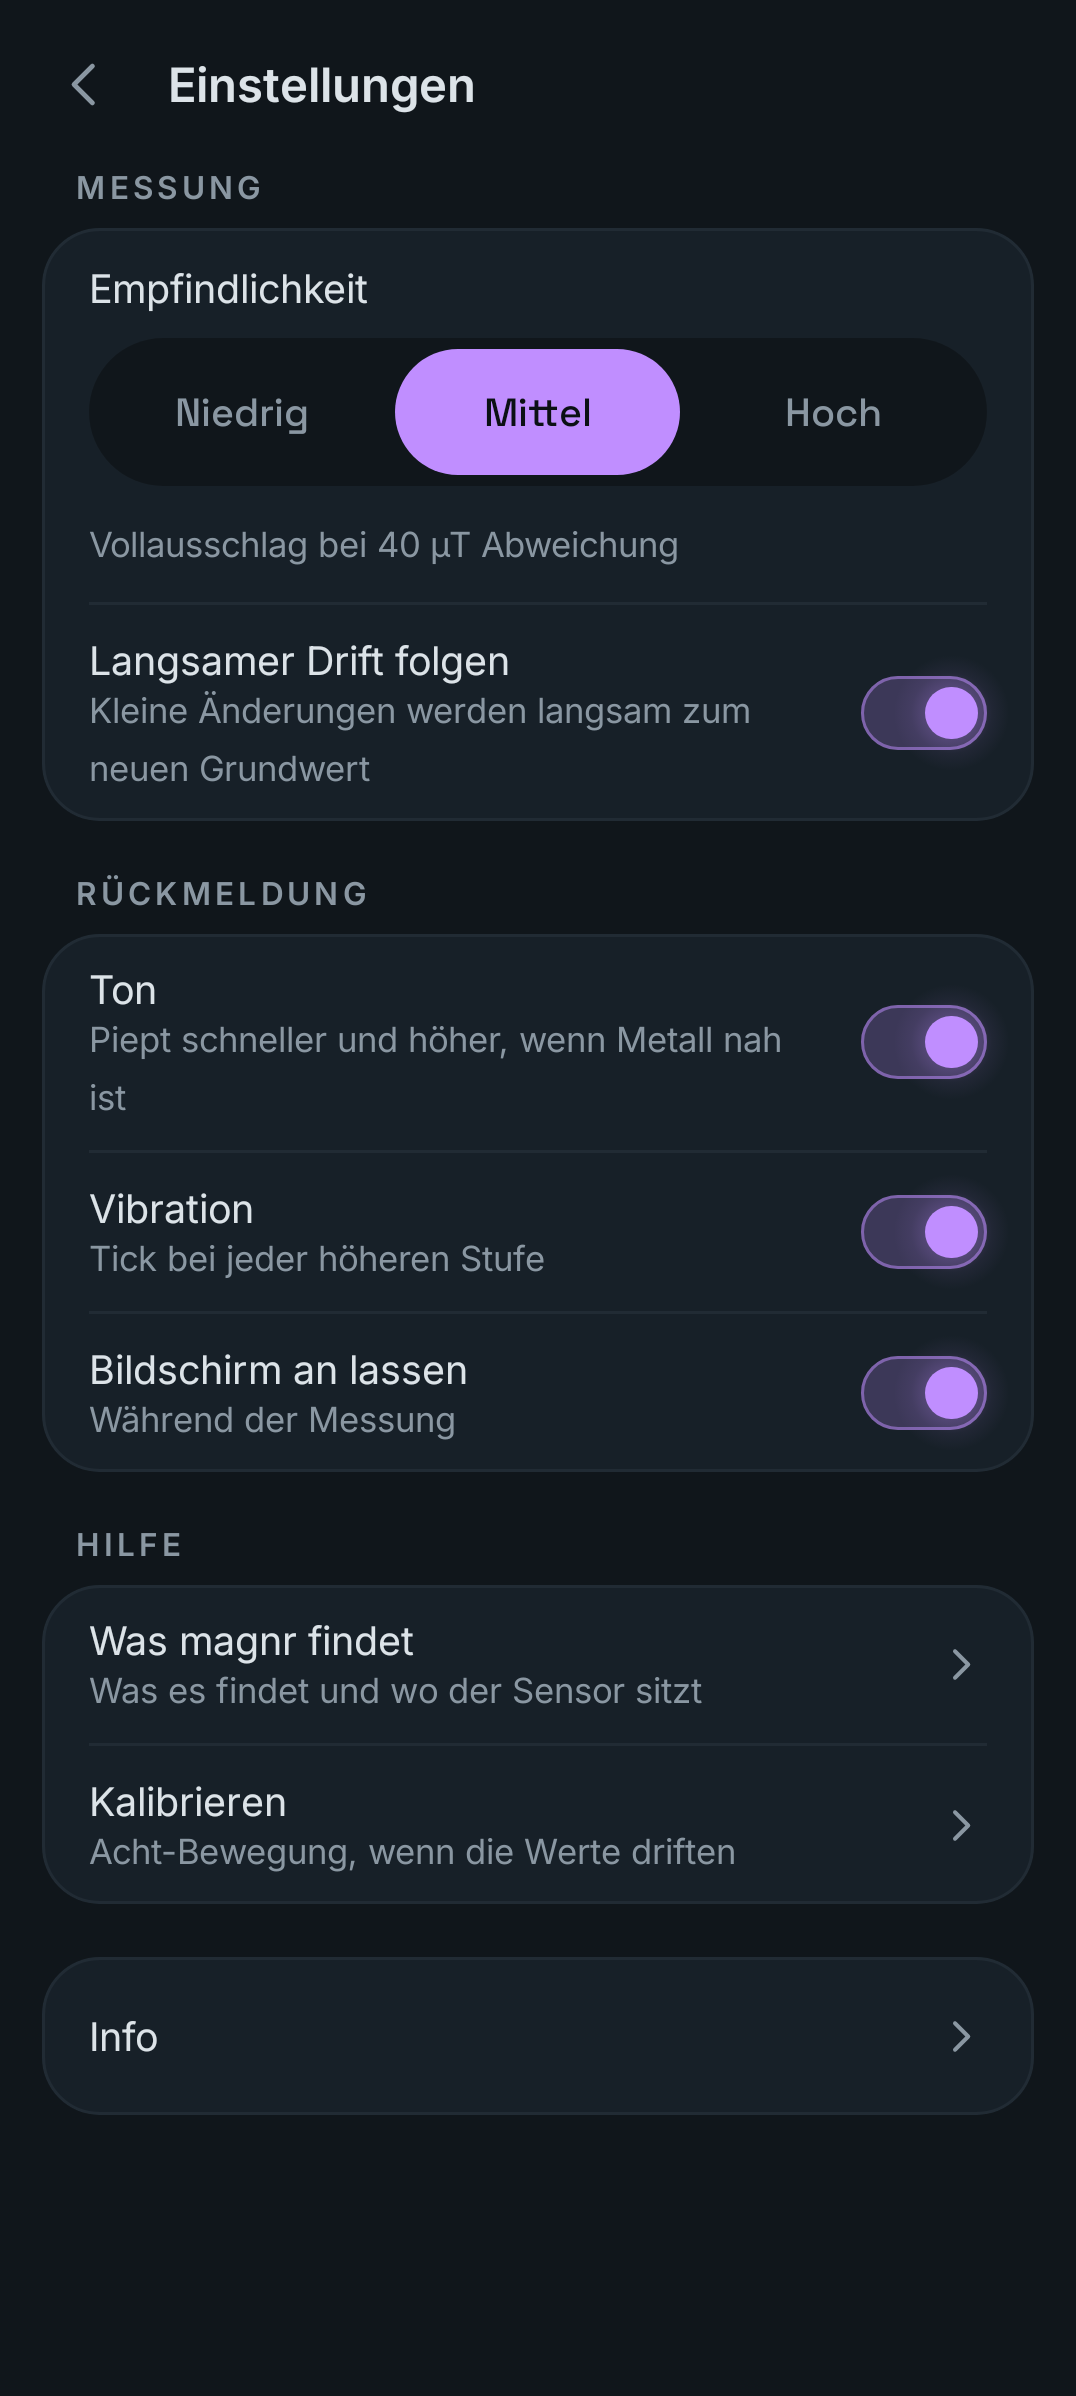 Einstellungen
MESSUNG
Empfindlichkeit
Niedrig
Mittel
Hoch
Vollausschlag bei 40 µT Abweichung
Langsamer Drift folgen
Kleine Änderungen werden langsam zum
neuen Grundwert
RÜCKMELDUNG
Ton
Piept schneller und höher, wenn Metall nah
ist
Vibration
Tick bei jeder höheren Stufe
Bildschirm an lassen
Während der Messung
HILFE
Was magnr findet
Was es findet und wo der Sensor sitzt
Kalibrieren
Acht-Bewegung, wenn die Werte driften
Info